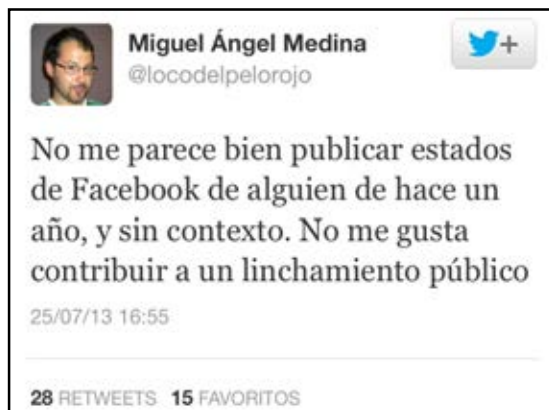 Miguel Ángel Medina
@locodelpelorojo
No me parece bien publicar estados
de Facebook de alguien de hace un
año, y sin contexto. No me gusta
contribuir a un linchamiento público
25/07/13 16:55
28 RETWEETS 15 FAVORITOS